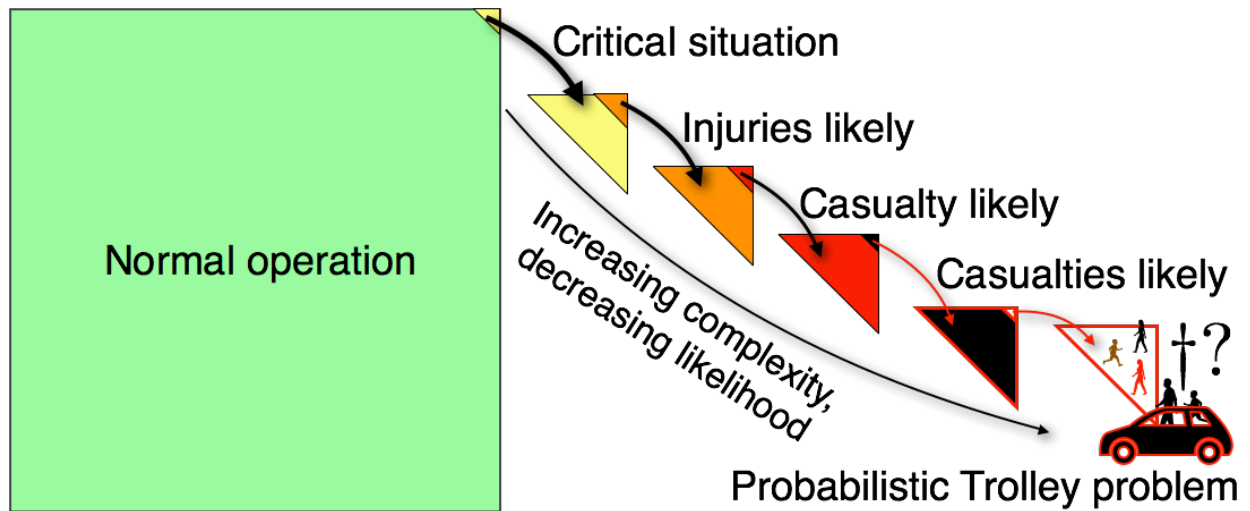 Critical situation
Injuries likely
Casualty likely
Casualties likely
Normal operation
Increasing complexity,
decreasing likelihood
†?
Probabilistic Trolley problem